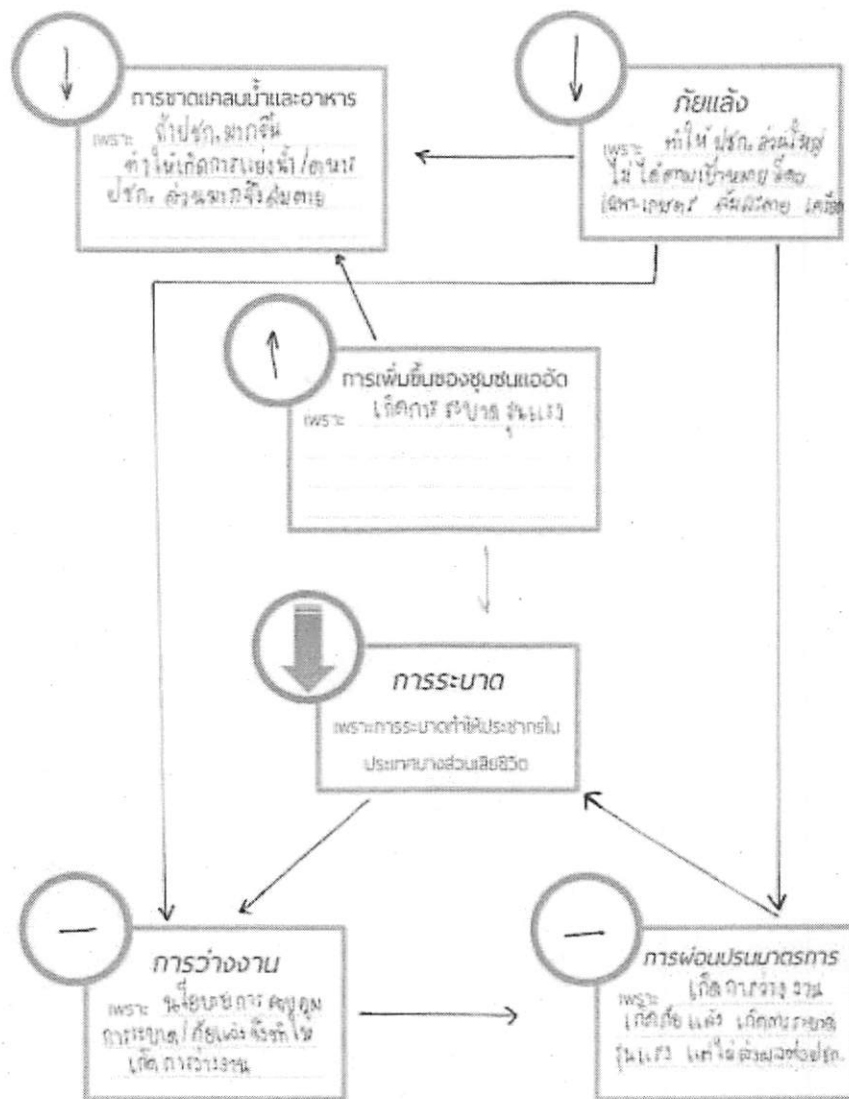 การขาดแคลนน้ำและอาหาร
เพราะ ถ้าปชก. มากขึ้น
ทำให้เกิดการแย่งน้ำ/อาหาร
ปชก. ส่วนมากจึงล้มตาย
ภัยแล้ง
เพราะ ทำให้ ปชก. ส่วนใหญ่
ไม่ได้ตามเป้าหมาย
เกษตร ล้มตาย
การเพิ่มขึ้นของชุมชนแออัด
เพราะ เกิดการ ระบาด รุนแรง
การระบาด
เพราะการระบาดทำให้ประชากรใน
ประเทศบางส่วนเสียชีวิต
การว่างงาน
เพราะ นโยบายการ ควบคุม
การระบาด/ภัยแล้ง จึงทำให้
เกิดการว่างงาน
การผ่อนปรนมาตรการ
เพราะ เกิดการว่างงาน
เกิดภัยแล้ง เกิดการระบาด
รุนแรง แต่ไม่ส่งผลต่อปชก.